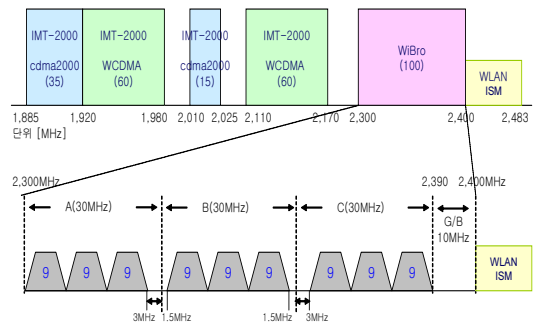 IMT-2000
cdma2000
(35)
IMT-2000
WCDMA
(60)
IMT-2000
cdma2000
(15)
IMT-2000
WCDMA
(60)
WiBro
(100)
WLAN
ISM
1,885 1,920 1,980 2,010 2,025 2,110 2,170 2,300 2,400 2,483
단위 [MHz]
2,300MHz 2,390 2,400MHz
A(30MHz) B(30MHz) C(30MHz)
G/B
10MHz
9 9 9 9 9 9 9 9 9
WLAN
ISM
3MHz 1.5MHz 1.5MHz 3MHz